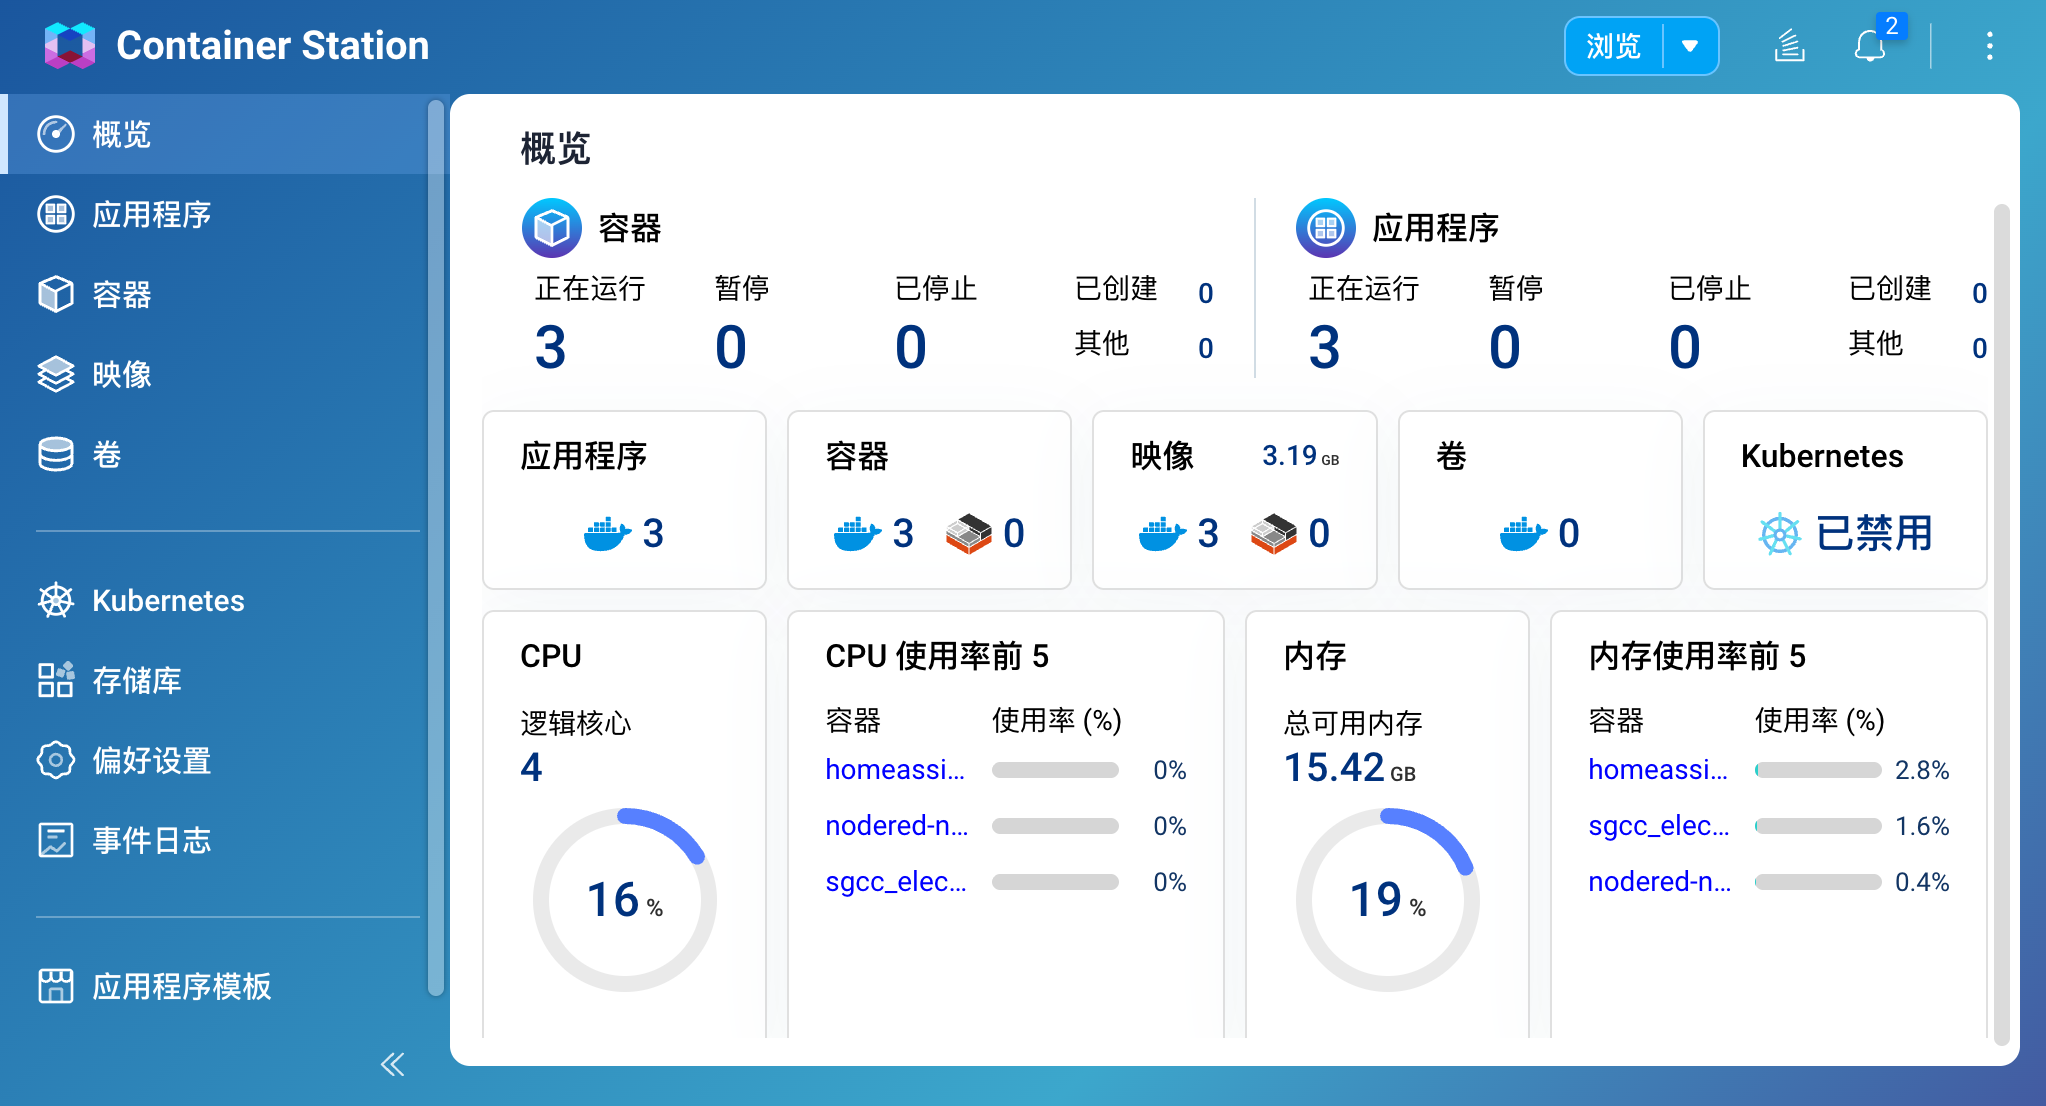 Container Station
浏览
2
概览
应用程序
容器
映像
卷
Kubernetes
存储库
偏好设置
事件日志
应用程序模板
概览
容器
正在运行 暂停 已停止 已创建 0
3 0 0 其他 0
应用程序
正在运行 暂停 已停止 已创建 0
3 0 0 其他 0
应用程序
3
容器
3 0
映像 3.19 GB
3 0
卷
0
Kubernetes
已禁用
CPU
逻辑核心
4
16 %
CPU 使用率前 5
容器 使用率 (%)
homeassi... 0%
nodered-n... 0%
sgcc_elec... 0%
内存
总可用内存
15.42 GB
19 %
内存使用率前 5
容器 使用率 (%)
homeassi... 2.8%
sgcc_elec... 1.6%
nodered-n... 0.4%